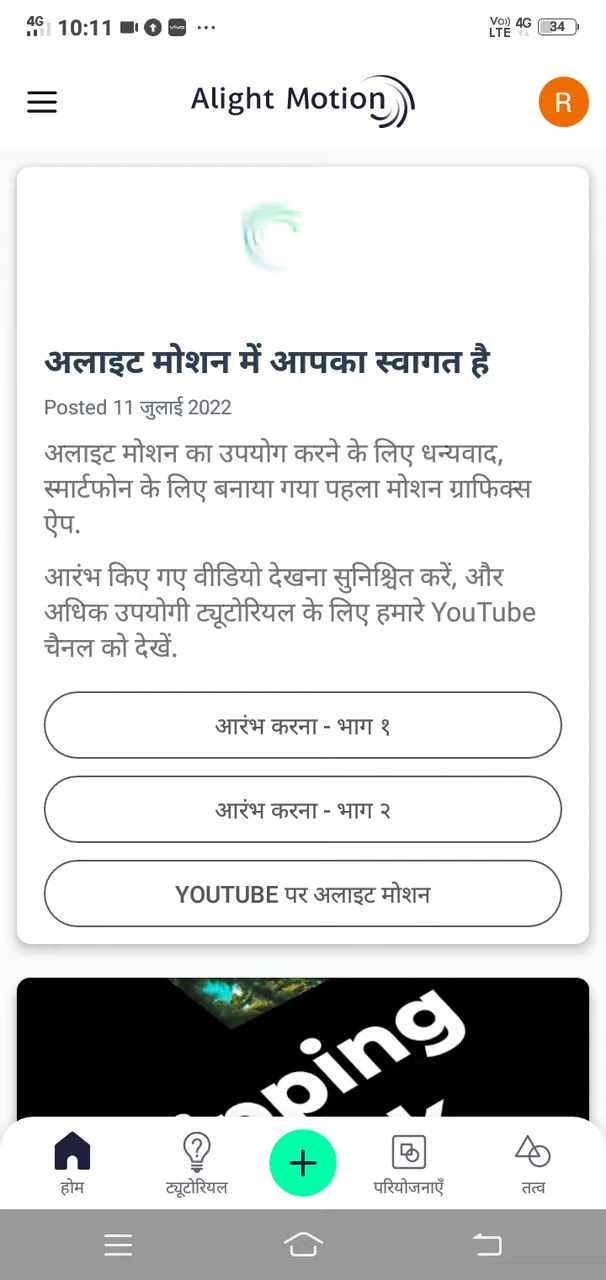 4G 10:11 vivo ... Vo)) LTE 4G 34
Alight Motion R
अलाइट मोशन में आपका स्वागत है
Posted 11 जुलाई 2022
अलाइट मोशन का उपयोग करने के लिए धन्यवाद,
स्मार्टफोन के लिए बनाया गया पहला मोशन ग्राफिक्स
ऐप.
आरंभ किए गए वीडियो देखना सुनिश्चित करें, और
अधिक उपयोगी ट्यूटोरियल के लिए हमारे YouTube
चैनल को देखें.
आरंभ करना - भाग १
आरंभ करना - भाग २
YOUTUBE पर अलाइट मोशन
होम ट्यूटोरियल परियोजनाएँ तत्व